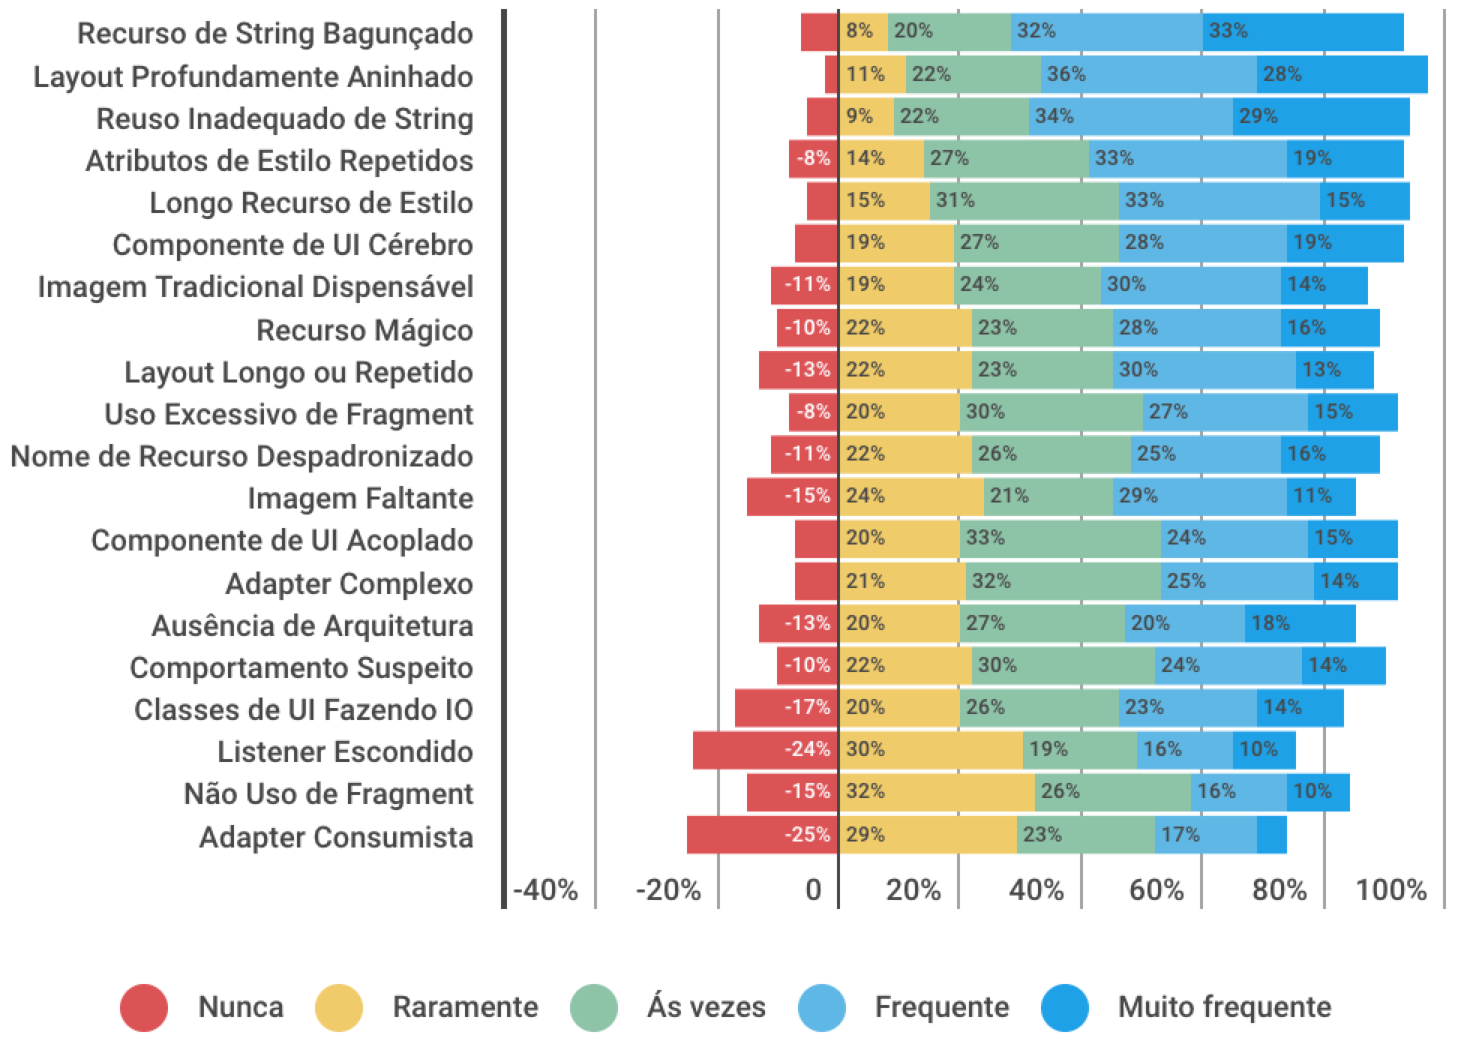 Recurso de String Bagunçado 8% 20% 32% 33%
Layout Profundamente Aninhado 11% 22% 36% 28%
Reuso Inadequado de String 9% 22% 34% 29%
Atributos de Estilo Repetidos -8% 14% 27% 33% 19%
Longo Recurso de Estilo 15% 31% 33% 15%
Componente de UI Cérebro 19% 27% 28% 19%
Imagem Tradicional Dispensável -11% 19% 24% 30% 14%
Recurso Mágico -10% 22% 23% 28% 16%
Layout Longo ou Repetido -13% 22% 23% 30% 13%
Uso Excessivo de Fragment -8% 20% 30% 27% 15%
Nome de Recurso Despadronizado -11% 22% 26% 25% 16%
Imagem Faltante -15% 24% 21% 29% 11%
Componente de UI Acoplado 20% 33% 24% 15%
Adapter Complexo 21% 32% 25% 14%
Ausência de Arquitetura -13% 20% 27% 20% 18%
Comportamento Suspeito -10% 22% 30% 24% 14%
Classes de UI Fazendo IO -17% 20% 26% 23% 14%
Listener Escondido -24% 30% 19% 16% 10%
Não Uso de Fragment -15% 32% 26% 16% 10%
Adapter Consumista -25% 29% 23% 17%
-40% -20% 0 20% 40% 60% 80% 100%
Nunca Raramente Ás vezes Frequente Muito frequente